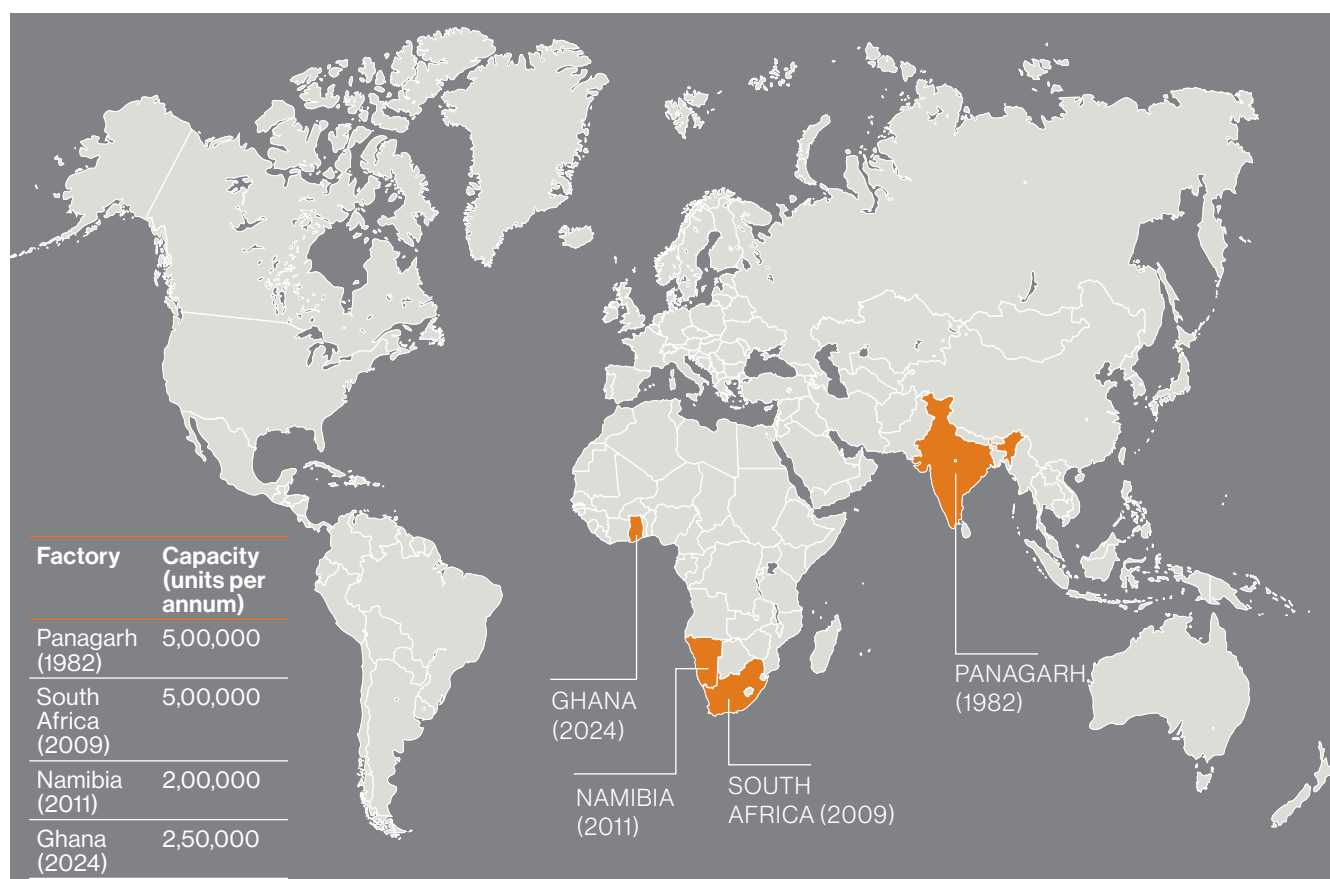 Factory
Capacity
(units per
annum)
Panagarh
(1982)
5,00,000
South
Africa
(2009)
5,00,000
Namibia
(2011)
2,00,000
Ghana
(2024)
2,50,000
GHANA
(2024)
NAMIBIA
(2011)
SOUTH
AFRICA (2009)
PANAGARH
(1982)